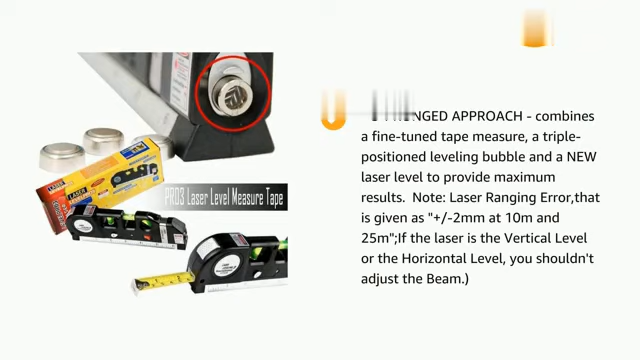 PRO3 Laser Level Measure Tape
LASER
NGED APPROACH - combines
a fine-tuned tape measure, a triple-
positioned leveling bubble and a NEW
laser level to provide maximum
results. Note: Laser Ranging Error,that
is given as "+/-2mm at 10m and
25m";If the laser is the Vertical Level
or the Horizontal Level, you shouldn't
adjust the Beam.)